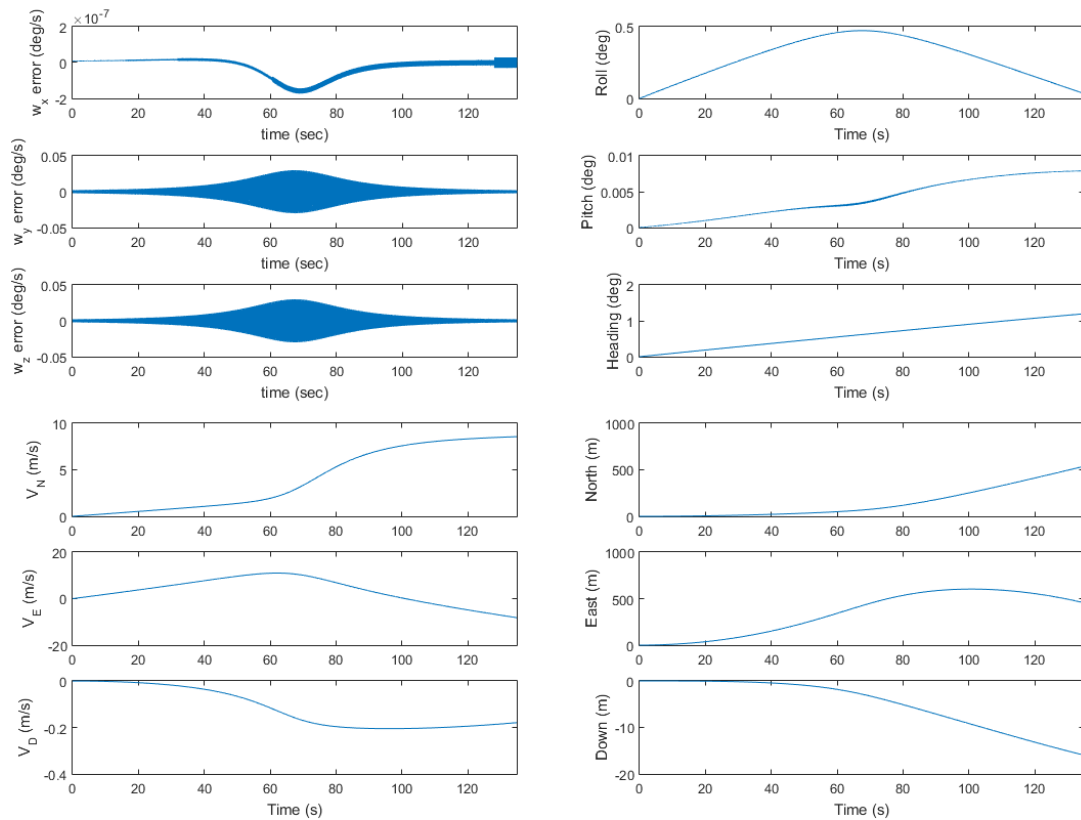 ×10⁻⁷
2
0
-2
w_x error (deg/s)
0 20 40 60 80 100 120
time (sec)
0.5
0
Roll (deg)
0 20 40 60 80 100 120
Time (s)
0.05
0
-0.05
w_y error (deg/s)
0 20 40 60 80 100 120
time (sec)
0.01
0.005
0
Pitch (deg)
0 20 40 60 80 100 120
Time (s)
0.05
0
-0.05
w_z error (deg/s)
0 20 40 60 80 100 120
time (sec)
2
1
0
Heading (deg)
0 20 40 60 80 100 120
Time (s)
10
5
0
V_N (m/s)
0 20 40 60 80 100 120
1000
500
0
North (m)
0 20 40 60 80 100 120
20
0
-20
V_E (m/s)
0 20 40 60 80 100 120
1000
500
0
East (m)
0 20 40 60 80 100 120
0
-0.2
-0.4
V_D (m/s)
0 20 40 60 80 100 120
Time (s)
0
-10
-20
Down (m)
0 20 40 60 80 100 120
Time (s)